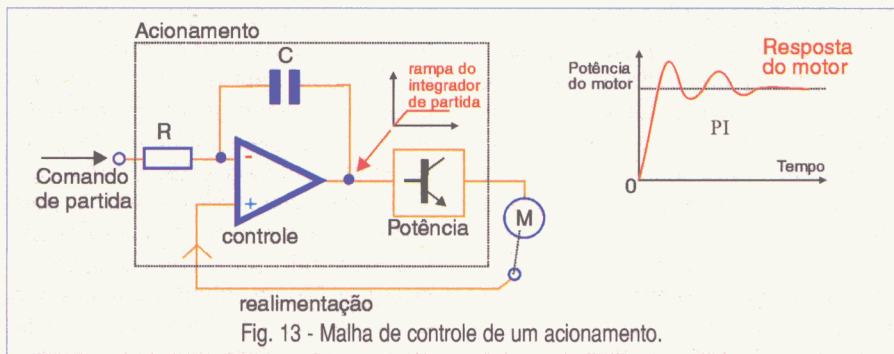 Acionamento
C
rampa do
integrador
de partida
R
-
+
Comando
de partida
controle
Potência
M
realimentação
Potência
do motor
Resposta
do motor
PI
Tempo
0
Fig. 13 - Malha de controle de um acionamento.